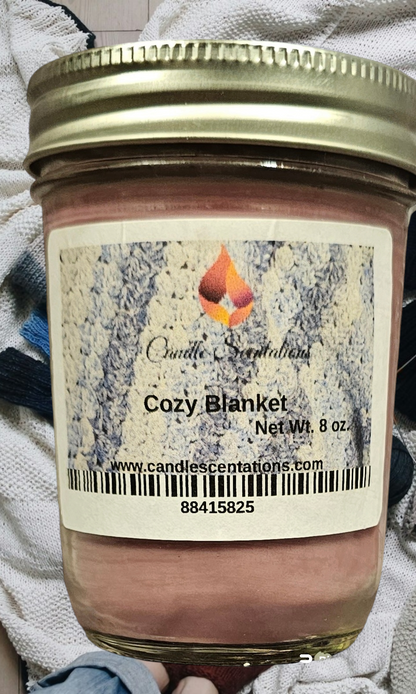 Candle Scentations
Cozy Blanket
Net Wt. 8 oz.
www.candlescentations.com
88415825